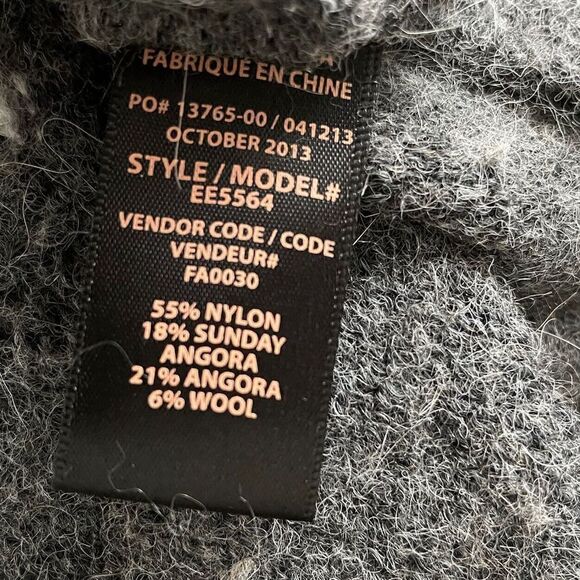 FABRIQUÉ EN CHINE
PO# 13765-00 / 041213
OCTOBER 2013
STYLE / MODEL#
EE5564
VENDOR CODE / CODE
VENDEUR#
FA0030
55% NYLON
18% SUNDAY
ANGORA
21% ANGORA
6% WOOL